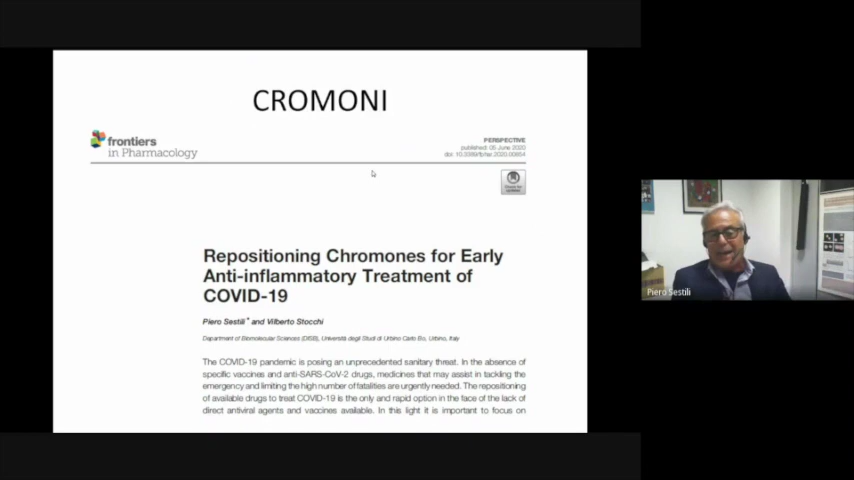 CROMONI
frontiers
in Pharmacology
PERSPECTIVE
published: 05 June 2020
Repositioning Chromones for Early
Anti-inflammatory Treatment of
COVID-19
Piero Sestili* and Vilberto Stocchi
Department of Biomolecular Sciences (DISB), Università degli Studi di Urbino Carlo Bo, Urbino, Italy
The COVID-19 pandemic is posing an unprecedented sanitary threat. In the absence of
specific vaccines and anti-SARS-CoV-2 drugs, medicines that may assist in tackling the
emergency and limiting the high number of fatalities are urgently needed. The repositioning
of available drugs to treat COVID-19 is the only and rapid option in the face of the lack of
direct antiviral agents and vaccines available. In this light it is important to focus on
Piero Sestili